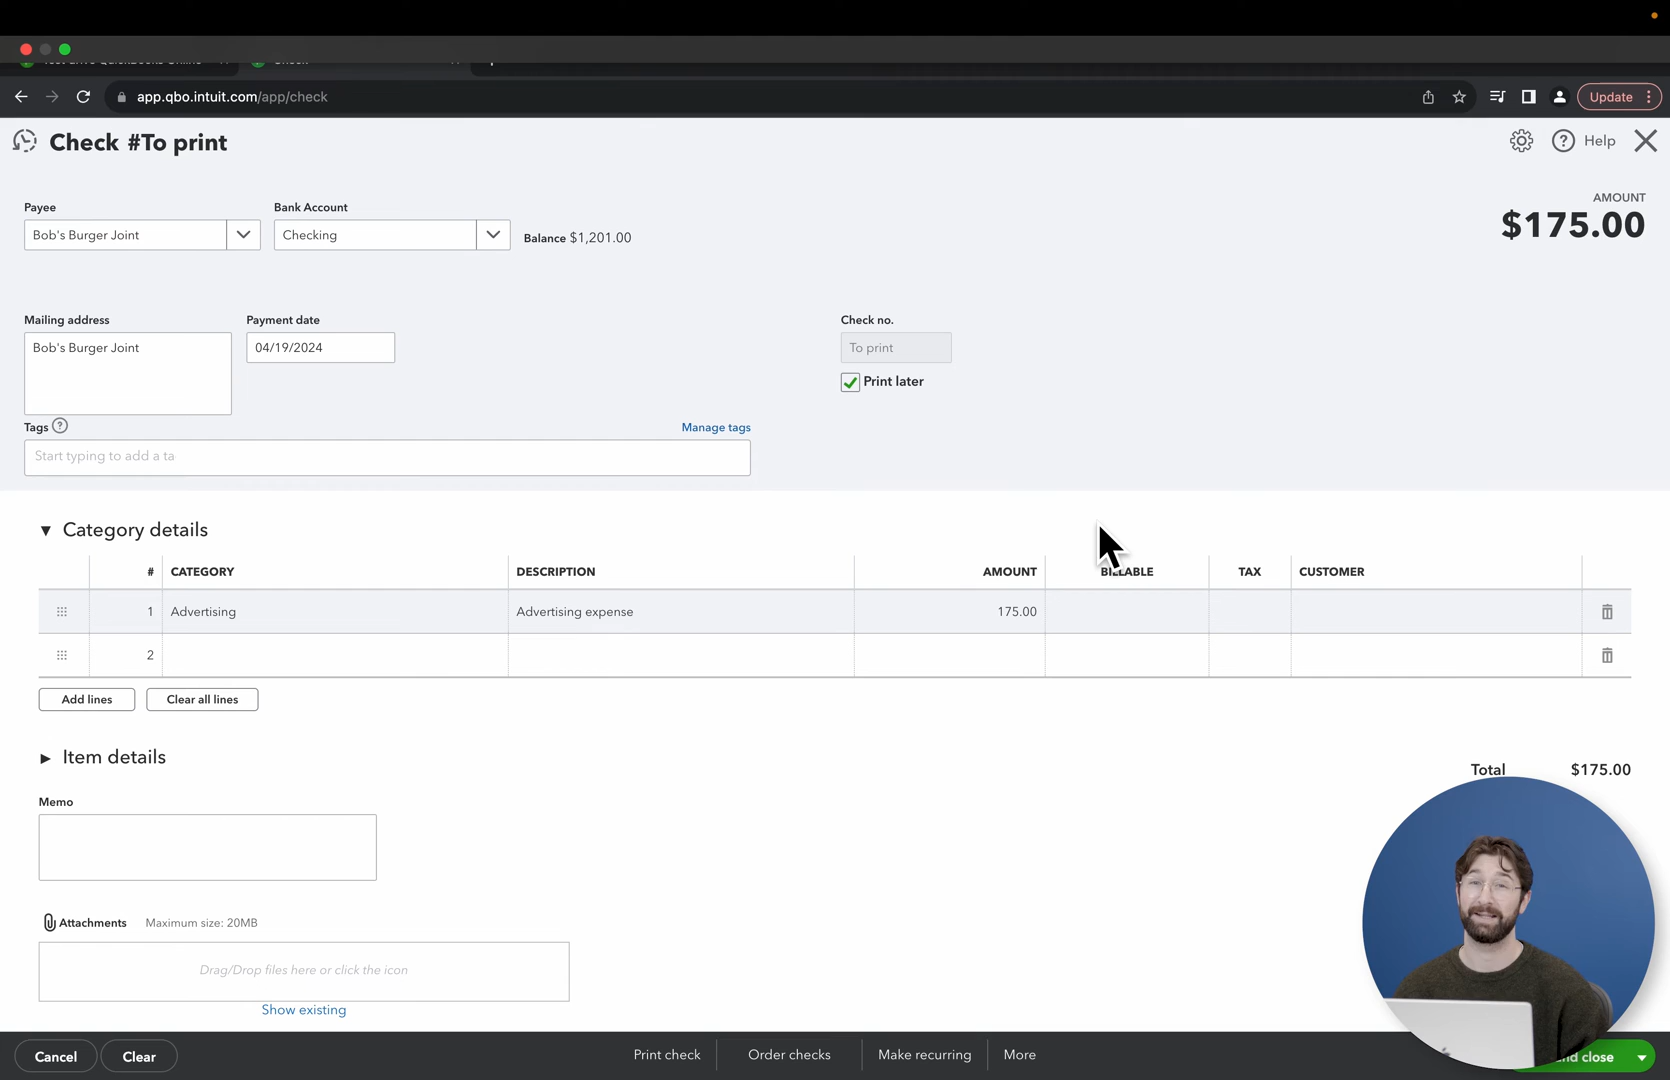 app.qbo.intuit.com/app/check
Update
Check #To print
Help
Payee
Bank Account
AMOUNT
Bob's Burger Joint
Checking
Balance $1,201.00
$175.00
Mailing address
Payment date
Check no.
Bob's Burger Joint
04/19/2024
To print
Print later
Tags
Manage tags
Start typing to add a ta
Category details
# CATEGORY DESCRIPTION AMOUNT BILLABLE TAX CUSTOMER
1 Advertising Advertising expense 175.00
2
Add lines
Clear all lines
Item details
Total $175.00
Memo
Attachments Maximum size: 20MB
Drag/Drop files here or click the icon
Show existing
Cancel
Clear
Print check
Order checks
Make recurring
More
close